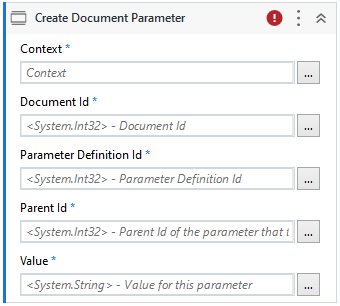 Create Document Parameter
Context *
Context
...
Document Id *
<System.Int32> - Document Id
...
Parameter Definition Id *
<System.Int32> - Parameter Definition Id
...
Parent Id *
<System.Int32> - Parent Id of the parameter that
...
Value *
<System.String> - Value for this parameter
...